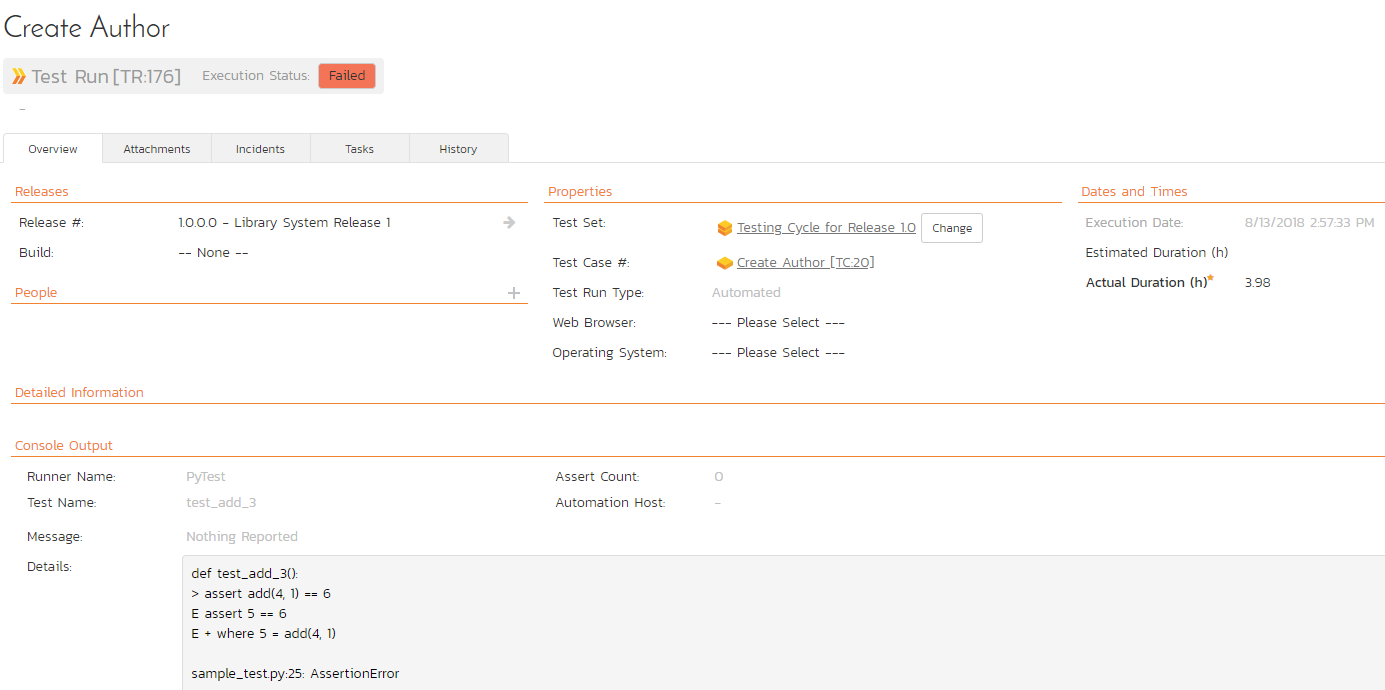 Create Author
Test Run [TR:176] Execution Status: Failed
-
Overview Attachments Incidents Tasks History
Releases
Release #: 1.0.0.0 - Library System Release 1
Build: -- None --
People
Properties
Test Set: Testing Cycle for Release 1.0 Change
Test Case #: Create Author [TC:20]
Test Run Type: Automated
Web Browser: --- Please Select ---
Operating System: --- Please Select ---
Dates and Times
Execution Date: 8/13/2018 2:57:33 PM
Estimated Duration (h)
Actual Duration (h)* 3.98
Detailed Information
Console Output
Runner Name: PyTest Assert Count: 0
Test Name: test_add_3 Automation Host: -
Message: Nothing Reported
Details:
def test_add_3():
> assert add(4, 1) == 6
E assert 5 == 6
E + where 5 = add(4, 1)
sample_test.py:25: AssertionError